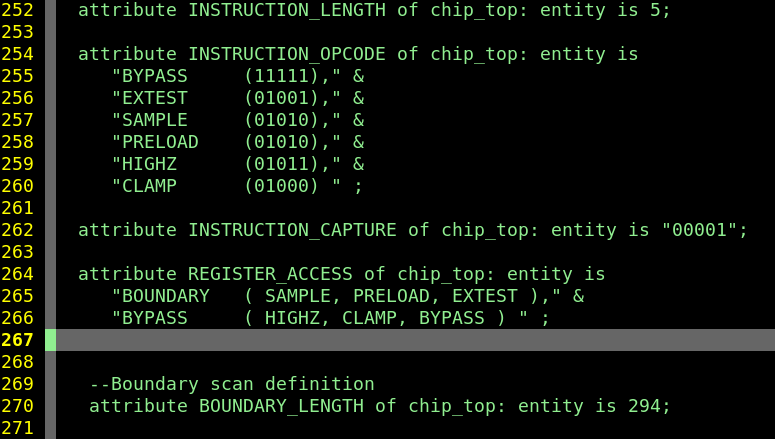 252    attribute INSTRUCTION_LENGTH of chip_top: entity is 5;
253
254    attribute INSTRUCTION_OPCODE of chip_top: entity is
255       "BYPASS     (11111)," &
256       "EXTEST     (01001)," &
257       "SAMPLE     (01010)," &
258       "PRELOAD    (01010)," &
259       "HIGHZ      (01011)," &
260       "CLAMP      (01000) " ;
261
262    attribute INSTRUCTION_CAPTURE of chip_top: entity is "00001";
263
264    attribute REGISTER_ACCESS of chip_top: entity is
265       "BOUNDARY   ( SAMPLE, PRELOAD, EXTEST )," &
266       "BYPASS     ( HIGHZ, CLAMP, BYPASS ) " ;
267
268
269     --Boundary scan definition
270     attribute BOUNDARY_LENGTH of chip_top: entity is 294;
271